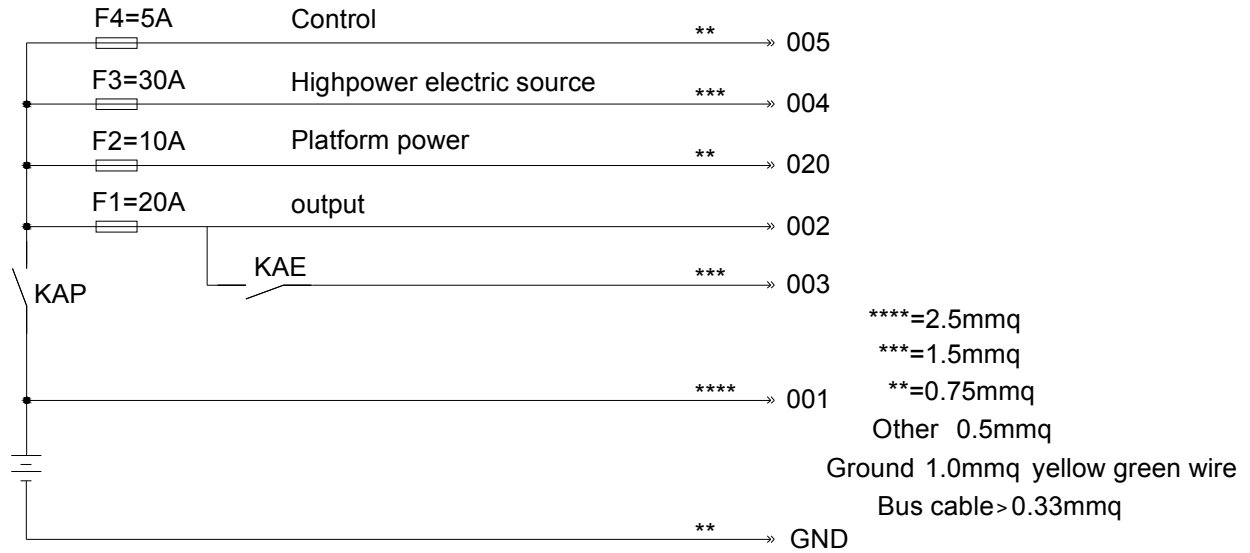 F4=5A Control ** 005
F3=30A Highpower electric source *** 004
F2=10A Platform power ** 020
F1=20A output 002
KAE *** 003
KAP
****=2.5mmq
***=1.5mmq
**** 001
**=0.75mmq
Other 0.5mmq
Ground 1.0mmq yellow green wire
Bus cable>0.33mmq
** GND